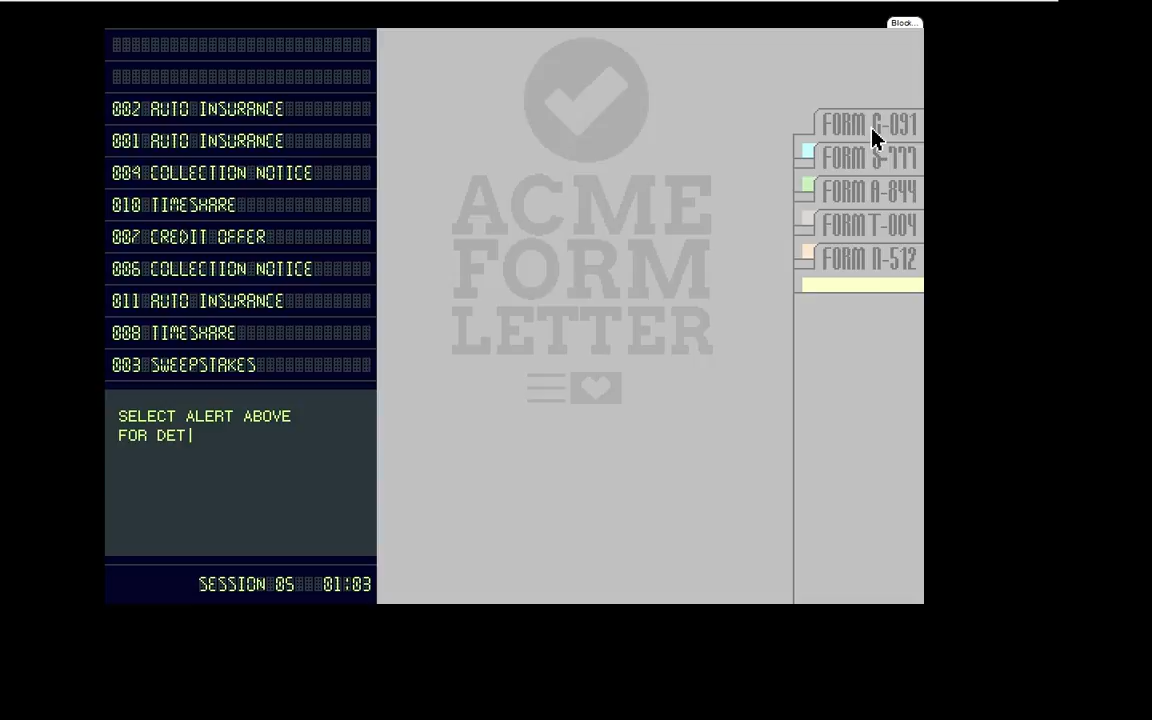 Block...
002 AUTO INSURANCE
001 AUTO INSURANCE
004 COLLECTION NOTICE
010 TIMESHARE
007 CREDIT OFFER
006 COLLECTION NOTICE
011 AUTO INSURANCE
008 TIMESHARE
003 SWEEPSTAKES
SELECT ALERT ABOVE
FOR DET
SESSION 05 01:03
ACME
FORM
LETTER
FORM G-091
FORM S-777
FORM A-844
FORM T-004
FORM N-512